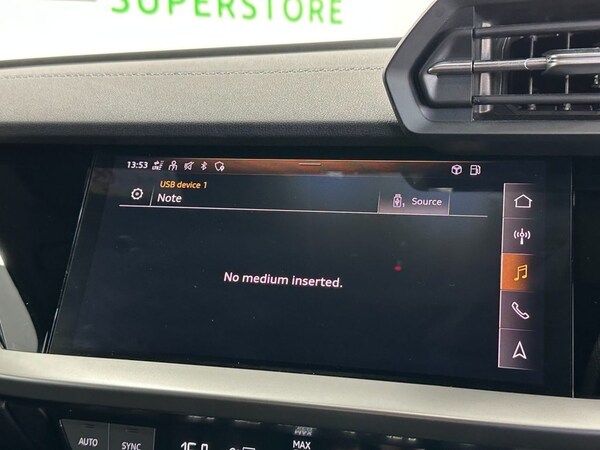 SUPERSTORE
13:53
USB device 1
Note
Source
No medium inserted.
AUTO
SYNC
MAX